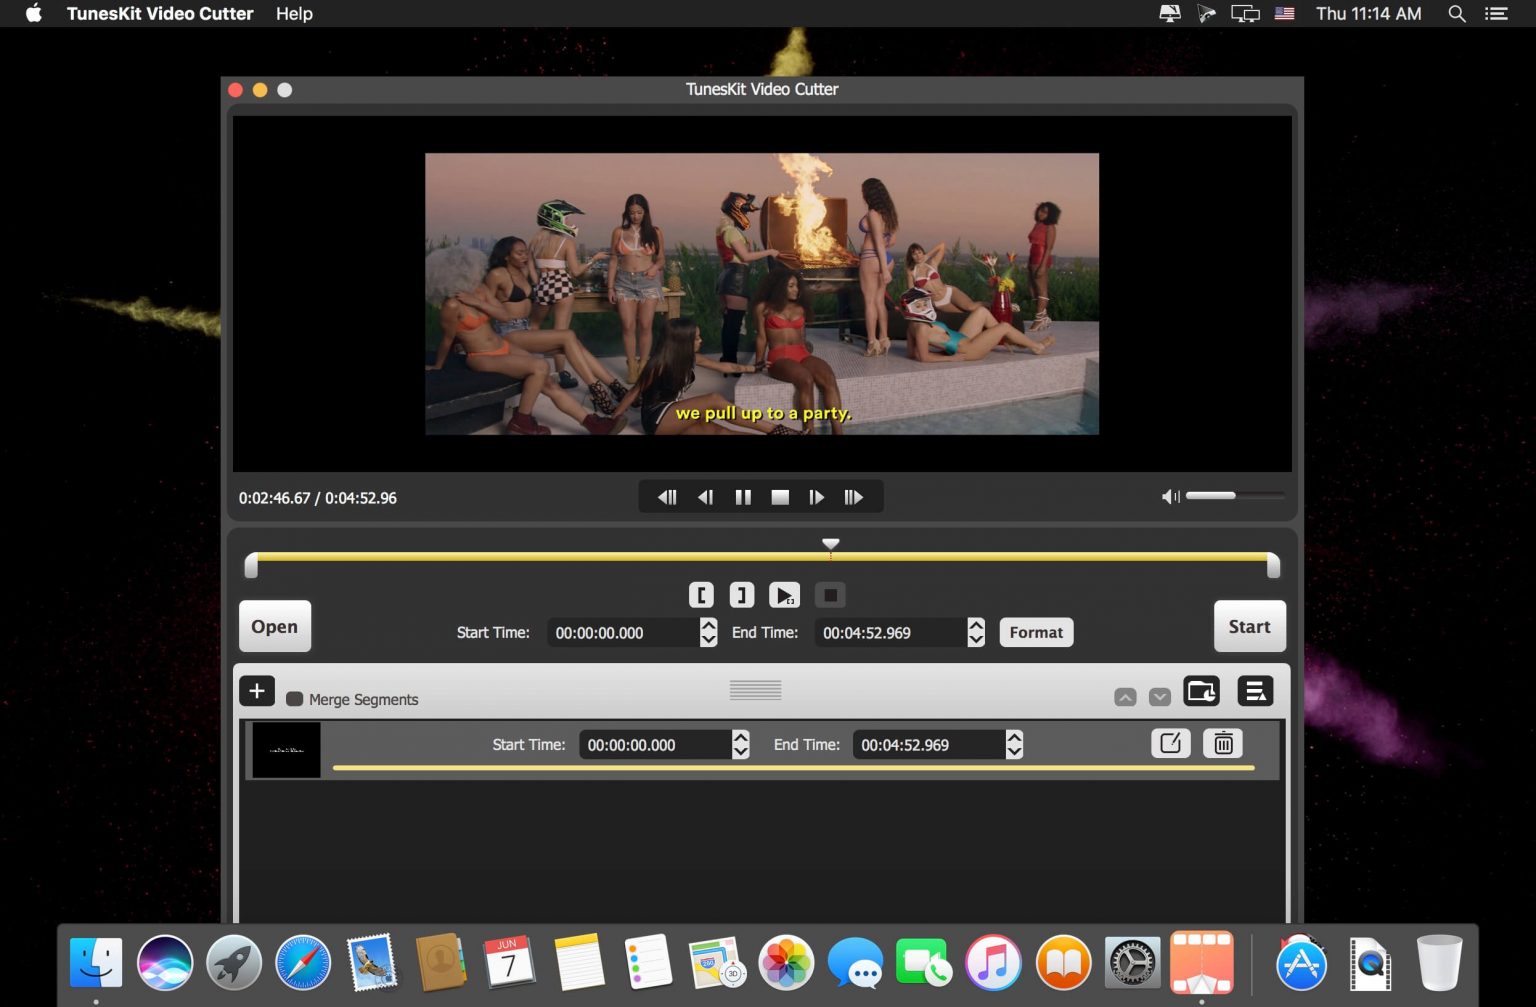 TunesKit Video Cutter Help Thu 11:14 AM
TunesKit Video Cutter
we pull up to a party.
0:02:46.67 / 0:04:52.96
[ ]
Open Start Time: 00:00:00.000 End Time: 00:04:52.969 Format Start
Merge Segments
Start Time: 00:00:00.000 End Time: 00:04:52.969
JUN
7
280
3D